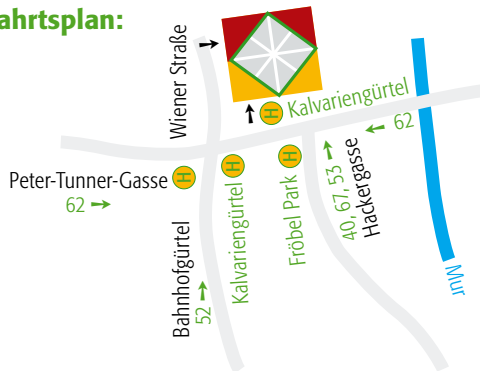 ahrtsplan:
Wiener Straße
H
Kalvariengürtel
62
Peter-Tunner-Gasse
H
62
H
Kalvariengürtel
H
Fröbel Park
40, 67, 53
Hackergasse
Bahnhofgürtel
52
Mur